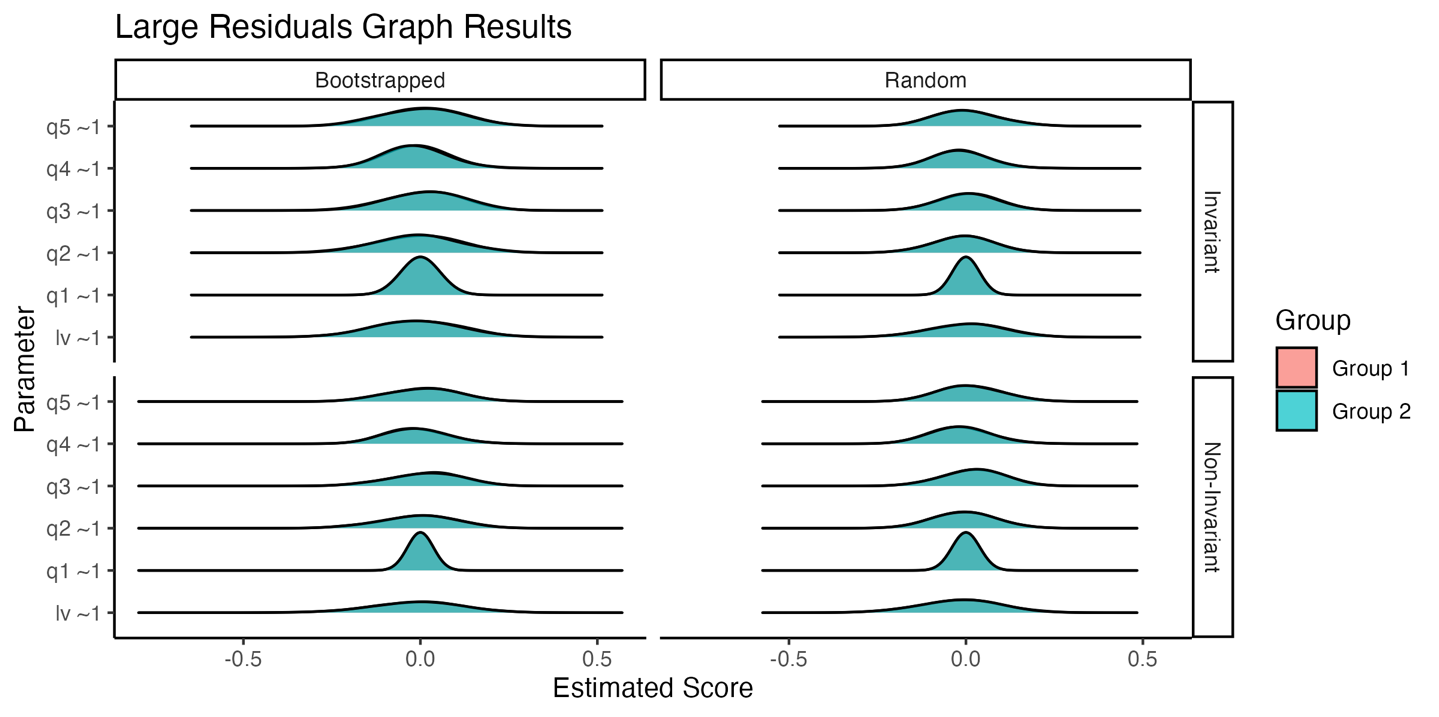 Large Residuals Graph Results
Bootstrapped
Random
q5 ~1
q4 ~1
q3 ~1
q2 ~1
q1 ~1
lv ~1
Invariant
q5 ~1
q4 ~1
q3 ~1
q2 ~1
q1 ~1
lv ~1
Non-Invariant
Parameter
-0.5
0.0
0.5
-0.5
0.0
0.5
Estimated Score
Group
Group 1
Group 2